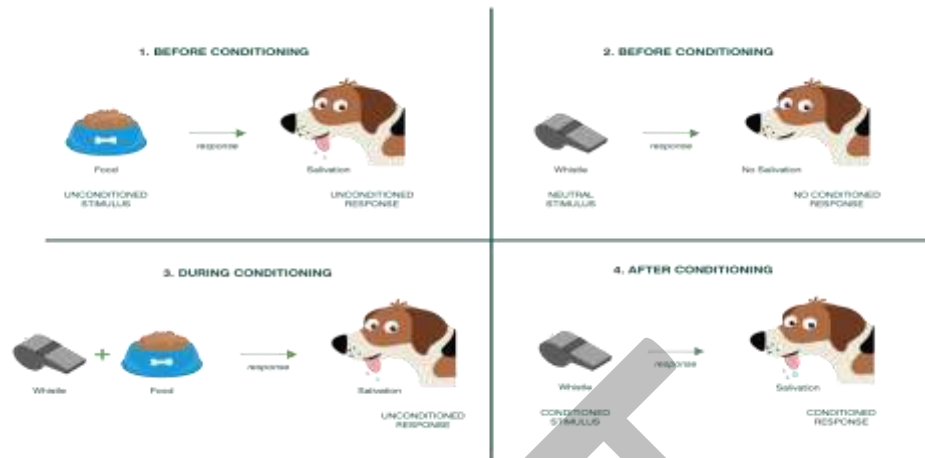 1. BEFORE CONDITIONING
response
Food
Salivation
UNCONDITIONED
STIMULUS
UNCONDITIONED
RESPONSE
2. BEFORE CONDITIONING
response
Whistle
No Salivation
NEUTRAL
STIMULUS
NO CONDITIONED
RESPONSE
3. DURING CONDITIONING
+
response
Whistle
Food
Salivation
UNCONDITIONED
RESPONSE
4. AFTER CONDITIONING
response
Whistle
Salivation
CONDITIONED
STIMULUS
CONDITIONED
RESPONSE